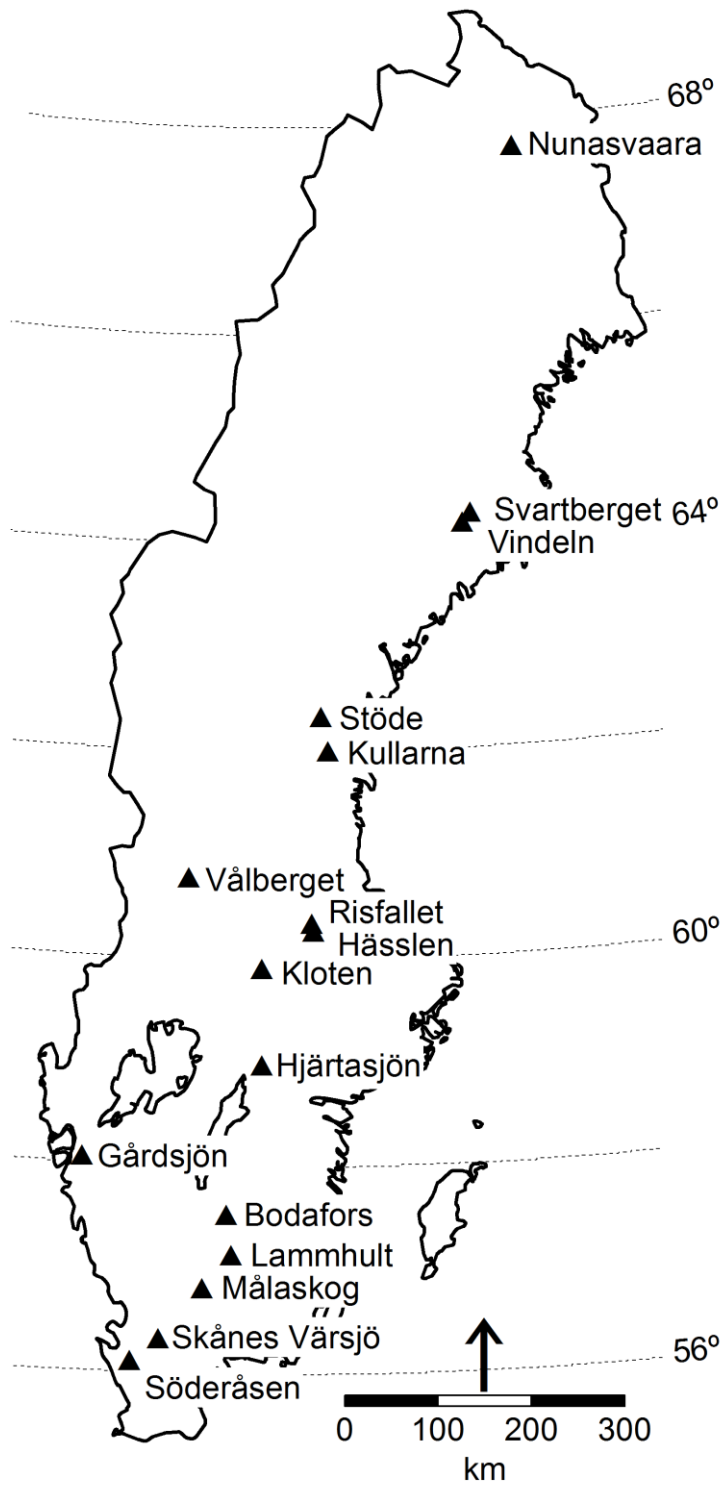 68º
Nunasvaara
Svartberget 64º
Vindeln
Stöde
Kullarna
Vålberget
Risfallet
Hässlen
60º
Kloten
Hjärtasjön
Gårdsjön
Bodafors
Lammhult
Målaskog
Skånes Värsjö
56º
Söderåsen
0 100 200 300
km